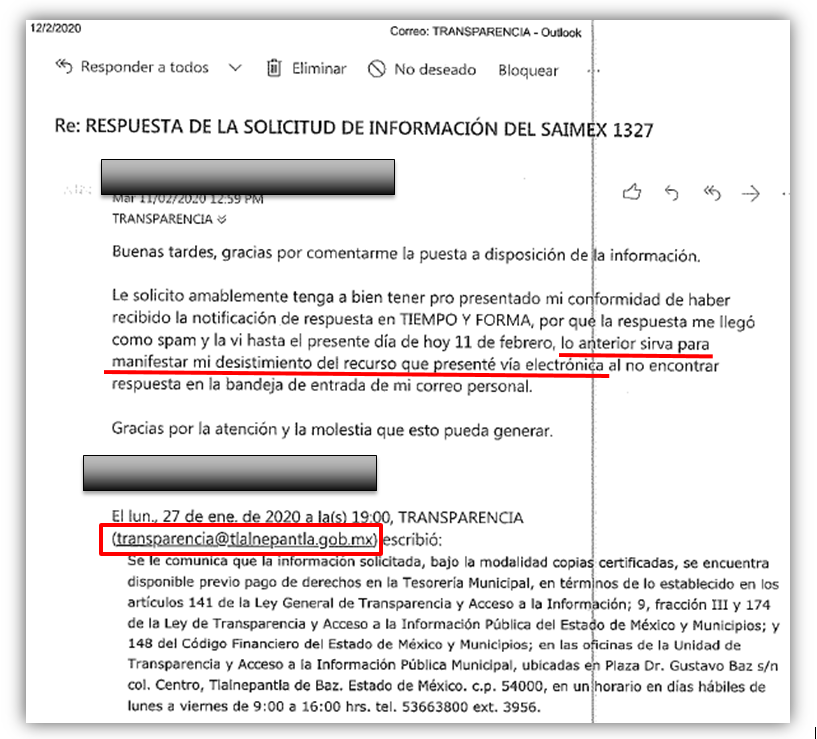 12/2/2020
Correo: TRANSPARENCIA - Outlook
Responder a todos Eliminar No deseado Bloquear ...
Re: RESPUESTA DE LA SOLICITUD DE INFORMACIÓN DEL SAIMEX 1327
Mar 11/02/2020 12:59 PM
TRANSPARENCIA
Buenas tardes, gracias por comentarme la puesta a disposición de la información.
Le solicito amablemente tenga a bien tener pro presentado mi conformidad de haber
recibido la notificación de respuesta en TIEMPO Y FORMA, por que la respuesta me llegó
como spam y la vi hasta el presente día de hoy 11 de febrero, lo anterior sirva para
manifestar mi desistimiento del recurso que presenté vía electrónica al no encontrar
respuesta en la bandeja de entrada de mi correo personal.
Gracias por la atención y la molestia que esto pueda generar.
El lun., 27 de ene. de 2020 a la(s) 19:00, TRANSPARENCIA
(transparencia@tlalnepantla.gob.mx) escribió:
Se le comunica que la información solicitada, bajo la modalidad copias certificadas, se encuentra
disponible previo pago de derechos en la Tesorería Municipal, en términos de lo establecido en los
artículos 141 de la Ley General de Transparencia y Acceso a la Información; 9, fracción III y 174
de la Ley de Transparencia y Acceso a la Información Pública del Estado de México y Municipios; y
148 del Código Financiero del Estado de México y Municipios; en las oficinas de la Unidad de
Transparencia y Acceso a la Información Pública Municipal, ubicadas en Plaza Dr. Gustavo Baz s/n
col. Centro, Tlalnepantla de Baz. Estado de México. c.p. 54000, en un horario en días hábiles de
lunes a viernes de 9:00 a 16:00 hrs. tel. 53663800 ext. 3956.